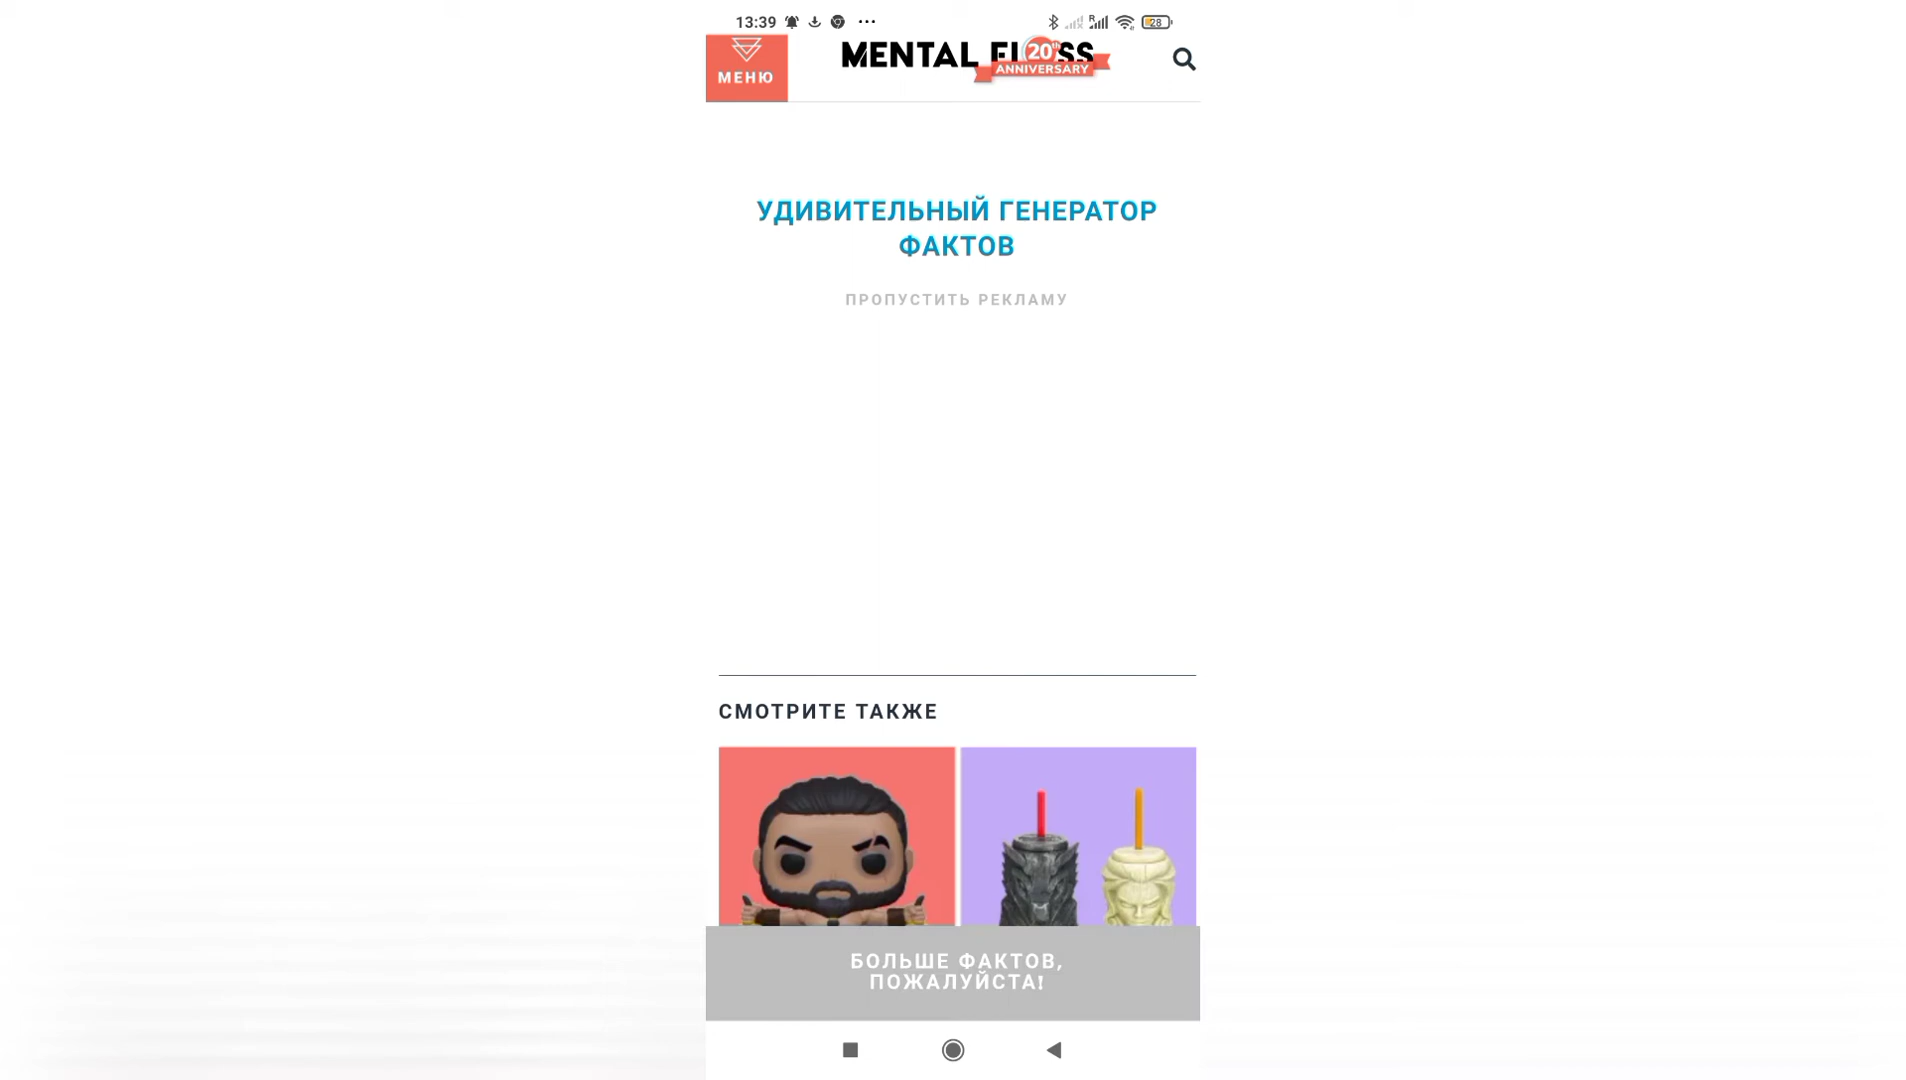 13:39
28
МЕНЮ
MENTAL FLOSS
20th
ANNIVERSARY
УДИВИТЕЛЬНЫЙ ГЕНЕРАТОР
ФАКТОВ
ПРОПУСТИТЬ РЕКЛАМУ
СМОТРИТЕ ТАКЖЕ
БОЛЬШЕ ФАКТОВ,
ПОЖАЛУЙСТА!